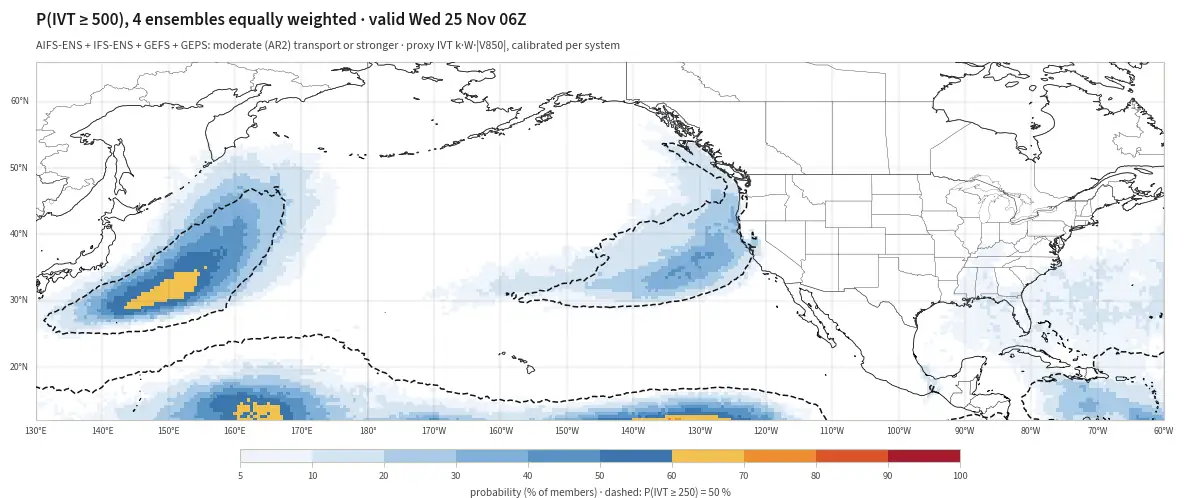 P(IVT ≥ 500), 4 ensembles equally weighted · valid Wed 25 Nov 06Z
AIFS-ENS + IFS-ENS + GEFS + GEPS: moderate (AR2) transport or stronger · proxy IVT k·W·|V850|, calibrated per system
60°N
50°N
40°N
30°N
20°N
130°E 140°E 150°E 160°E 170°E 180° 170°W 160°W 150°W 140°W 130°W 120°W 110°W 100°W 90°W 80°W 70°W 60°W
5 10 20 30 40 50 60 70 80 90 100
probability (% of members) · dashed: P(IVT ≥ 250) = 50 %